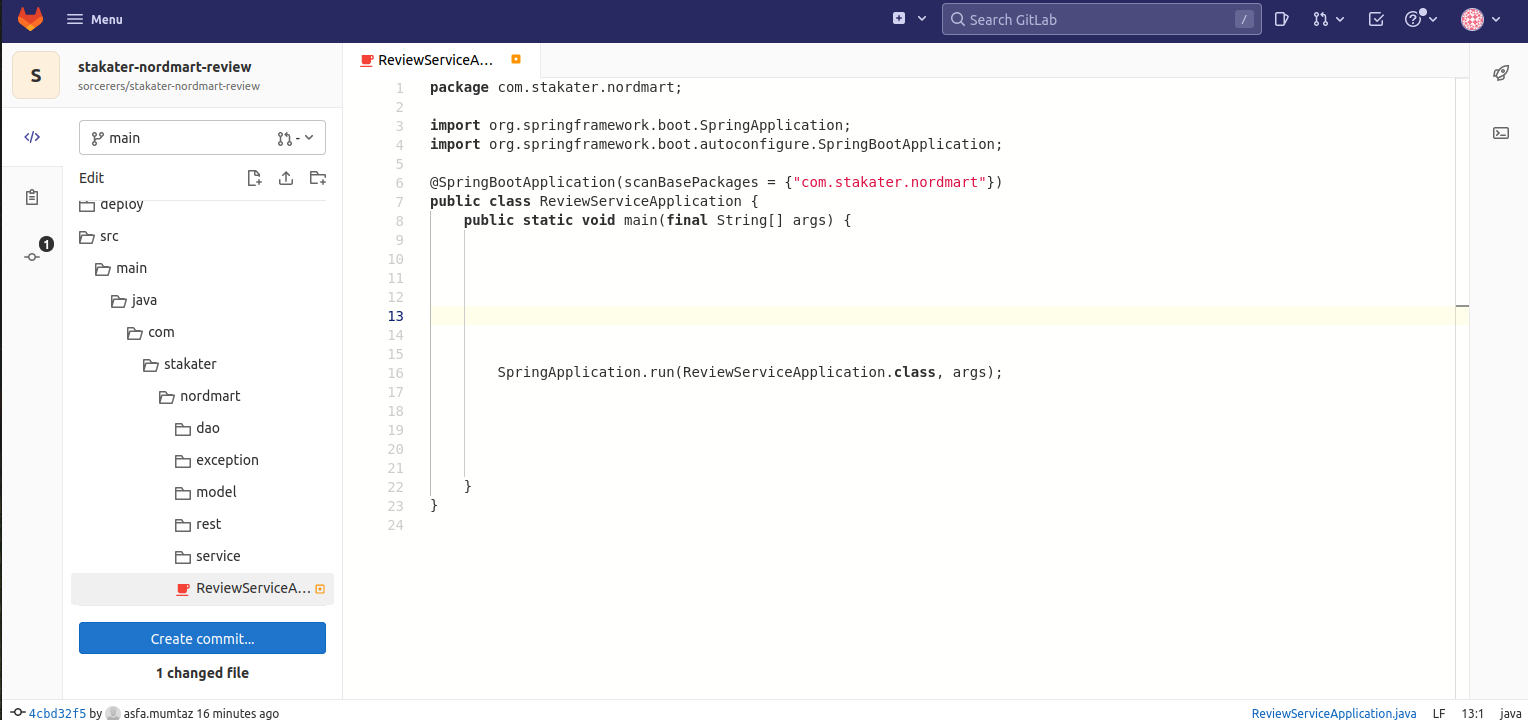 Menu
Search GitLab
/
S
stakater-nordmart-review
sorcerers/stakater-nordmart-review
main
-
Edit
deploy
src
main
java
com
stakater
nordmart
dao
exception
model
rest
service
ReviewServiceA...
1
Create commit...
1 changed file
ReviewServiceA...
1 package com.stakater.nordmart;
2
3 import org.springframework.boot.SpringApplication;
4 import org.springframework.boot.autoconfigure.SpringBootApplication;
5
6 @SpringBootApplication(scanBasePackages = {"com.stakater.nordmart"})
7 public class ReviewServiceApplication {
8     public static void main(final String[] args) {
9
10
11
12
13
14
15
16         SpringApplication.run(ReviewServiceApplication.class, args);
17
18
19
20
21
22     }
23 }
24
4cbd32f5 by asfa.mumtaz 16 minutes ago
ReviewServiceApplication.java LF 13:1 java